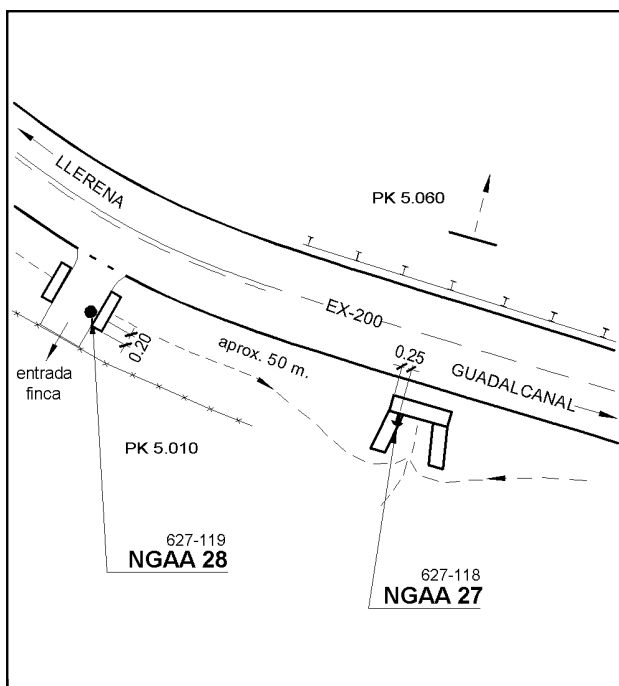 LLERENA
PK 5.060
EX-200
0.25
GUADALCANAL
0.20
aprox. 50 m.
entrada
finca
PK 5.010
627-119
NGAA 28
627-118
NGAA 27